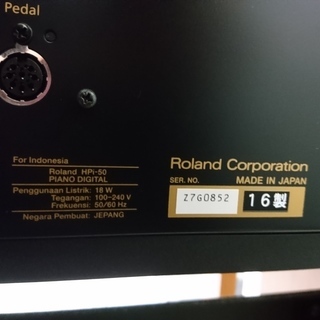 Pedal
For Indonesia
Roland HPi-50
PIANO DIGITAL
Penggunaan Listrik: 18 W
Tegangan: 100~240 V
Frekuensi: 50/60 Hz
Negara Pembuat: JEPANG
Roland Corporation
SER. NO. MADE IN JAPAN
Z7G0852 16製